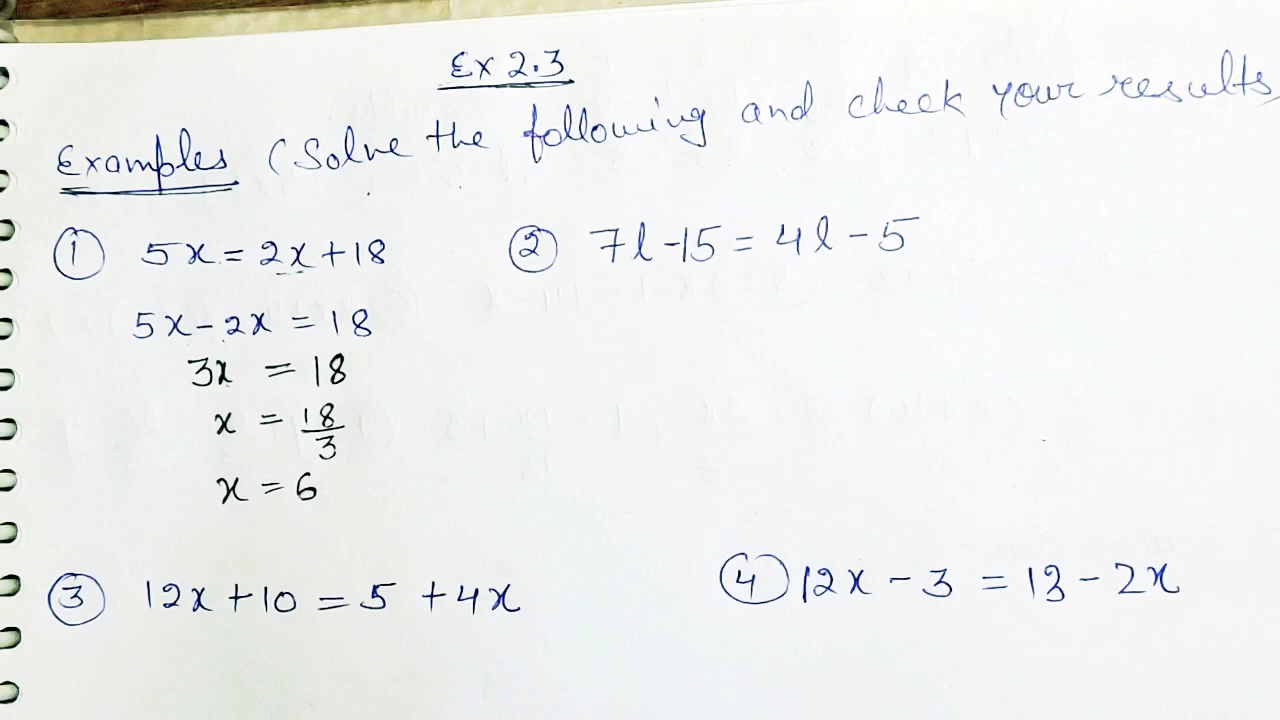 Ex 2.3
Examples (Solve the following and check your results,
① 5x = 2x + 18
② 7l - 15 = 4l - 5
5x - 2x = 18
3x = 18
x = 18/3
x = 6
③ 12x + 10 = 5 + 4x
④ 12x - 3 = 13 - 2x